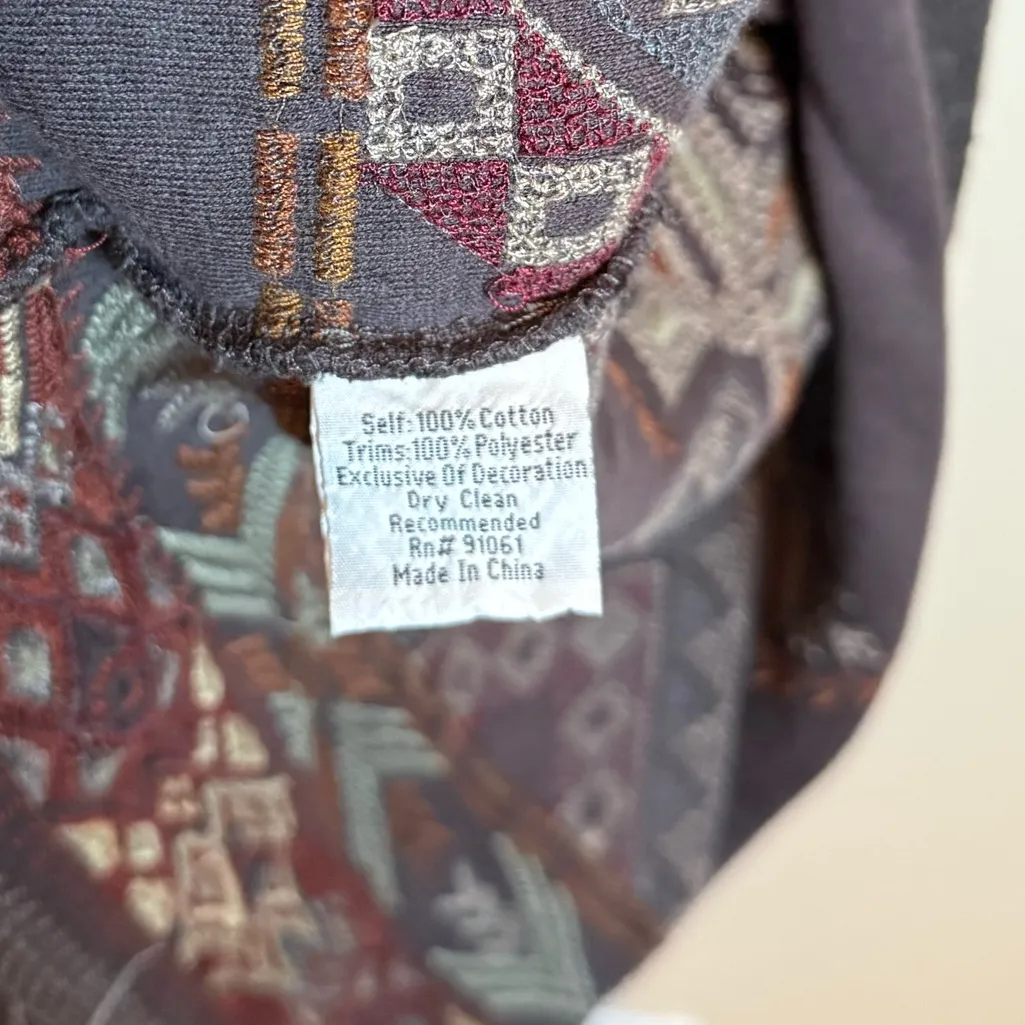 Self:100% Cotton
Trims:100% Polyester
Exclusive Of Decoration
Dry Clean
Recommended
Rn# 91061
Made In China